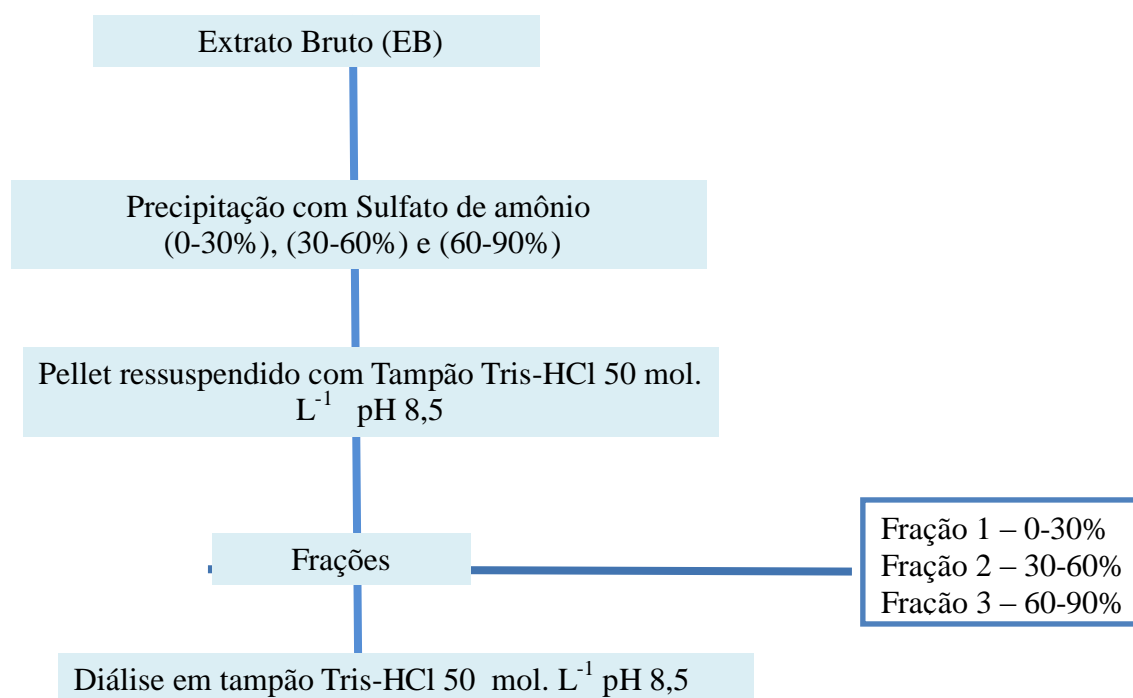 Extrato Bruto (EB)
Precipitação com Sulfato de amônio
(0-30%), (30-60%) e (60-90%)
Pellet ressuspendido com Tampão Tris-HCl 50 mol.
L⁻¹ pH 8,5
Frações
Fração 1 – 0-30%
Fração 2 – 30-60%
Fração 3 – 60-90%
Diálise em tampão Tris-HCl 50 mol. L⁻¹ pH 8,5